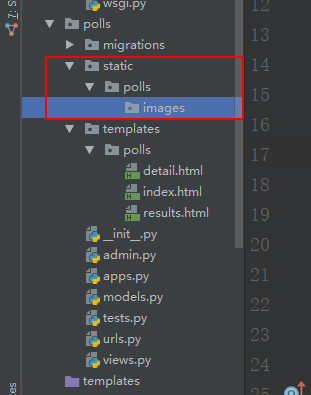 wsgi.py
12
polls
migrations
13
static
14
polls
15
images
16
templates
17
polls
detail.html
18
index.html
19
results.html
__init__.py
20
admin.py
21
apps.py
22
models.py
tests.py
23
urls.py
24
views.py
templates
25
7: S